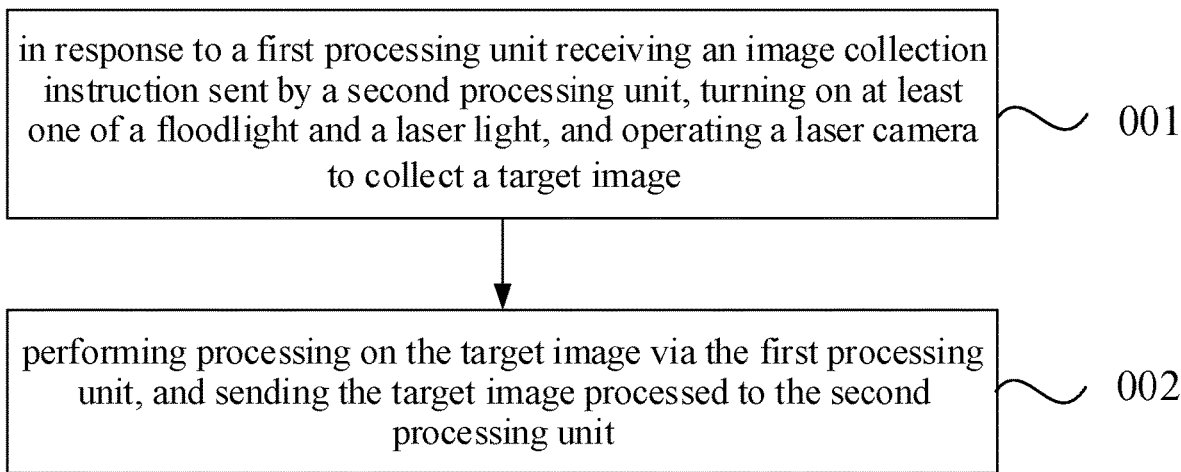 in response to a first processing unit receiving an image collection
instruction sent by a second processing unit, turning on at least
one of a floodlight and a laser light, and operating a laser camera
to collect a target image
001
performing processing on the target image via the first processing
unit, and sending the target image processed to the second
processing unit
002